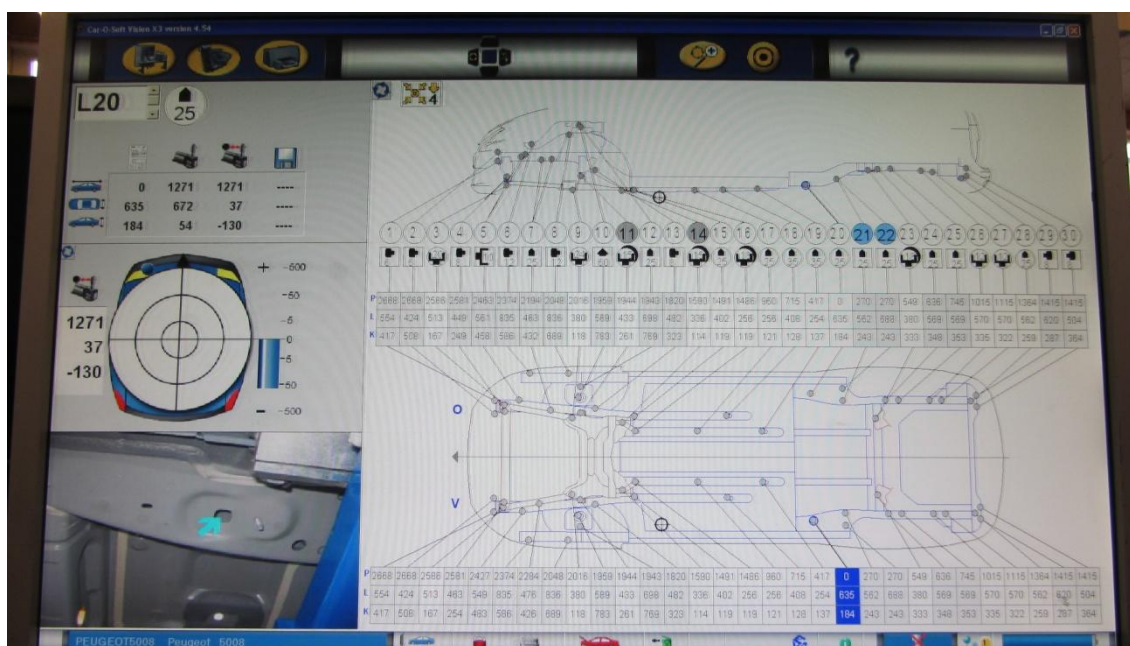 Car-O-Soft Vision X3 version 4.54
?
L20
25
4
0 1271 1271 ----
635 672 37 ----
184 54 -130 ----
+
-500
-50
-5
-0
-5
-50
- -500
1271
37
-130
1 2 3 4 5 6 7 8 9 10 11 12 13 14 15 16 17 18 19 20 21 22 23 24 25 26 27 28 29 30
P 2668 2668 2586 2581 2463 2374 2194 2048 2016 1959 1944 1943 1820 1590 1491 1486 960 715 417 0 270 270 549 636 745 1015 1115 1364 1415 1415
L 554 424 513 449 561 835 463 836 380 589 433 698 482 336 402 256 256 408 254 635 562 688 380 569 569 570 570 562 620 504
K 417 508 167 249 458 586 432 689 118 783 261 769 323 114 119 119 121 128 137 184 243 243 333 348 353 335 322 259 287 364
O
V
P 2668 2668 2586 2581 2427 2374 2284 2048 2016 1959 1944 1943 1820 1590 1491 1486 960 715 417 0 270 270 549 636 745 1015 1115 1364 1415 1415
L 554 424 513 463 549 835 476 836 380 589 433 698 482 336 402 256 256 408 254 635 562 688 380 569 569 570 570 562 620 504
K 417 508 167 254 483 586 426 689 118 783 261 769 323 114 119 119 121 128 137 184 243 243 333 348 353 335 322 259 287 364
PEUGEOT5008 Peugeot 5008